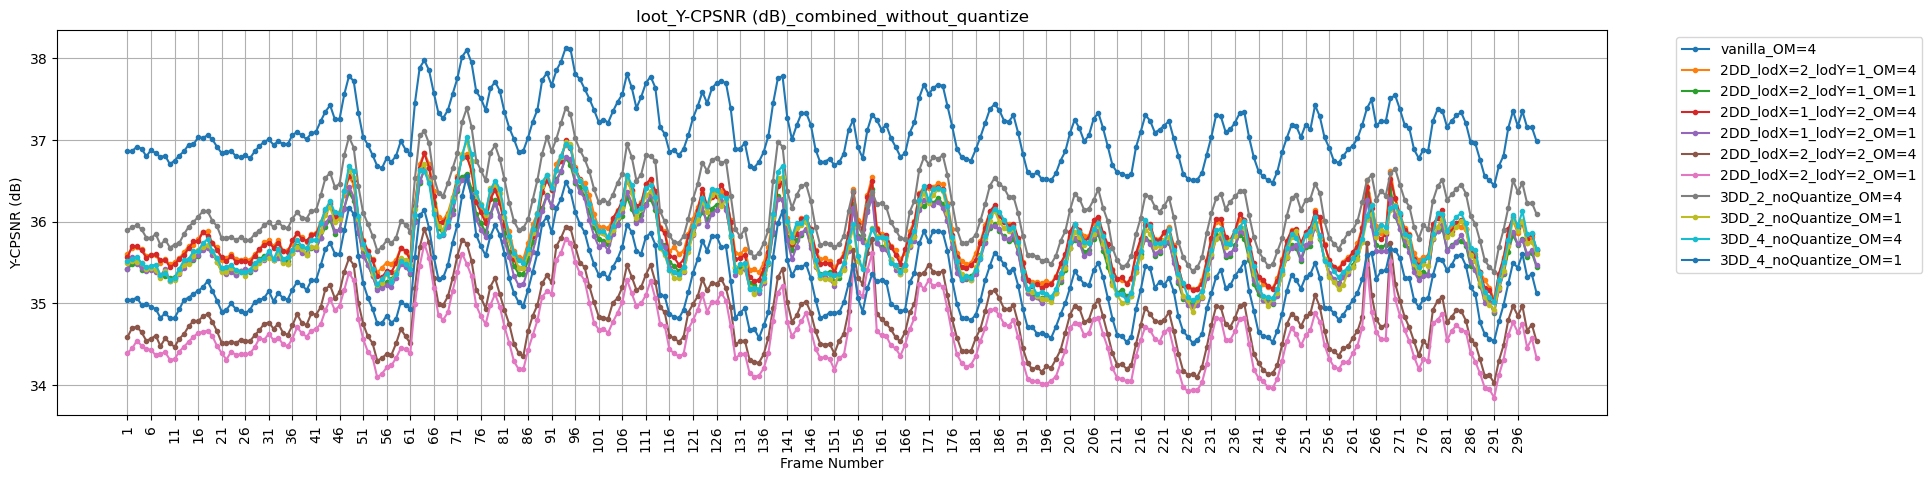 loot_Y-CPSNR (dB)_combined_without_quantize
Y-CPSNR (dB)
38
37
36
35
34
1 6 11 16 21 26 31 36 41 46 51 56 61 66 71 76 81 86 91 96 101 106 111 116 121 126 131 136 141 146 151 156 161 166 171 176 181 186 191 196 201 206 211 216 221 226 231 236 241 246 251 256 261 266 271 276 281 286 291 296
Frame Number
vanilla_OM=4
2DD_lodX=2_lodY=1_OM=4
2DD_lodX=2_lodY=1_OM=1
2DD_lodX=1_lodY=2_OM=4
2DD_lodX=1_lodY=2_OM=1
2DD_lodX=2_lodY=2_OM=4
2DD_lodX=2_lodY=2_OM=1
3DD_2_noQuantize_OM=4
3DD_2_noQuantize_OM=1
3DD_4_noQuantize_OM=4
3DD_4_noQuantize_OM=1